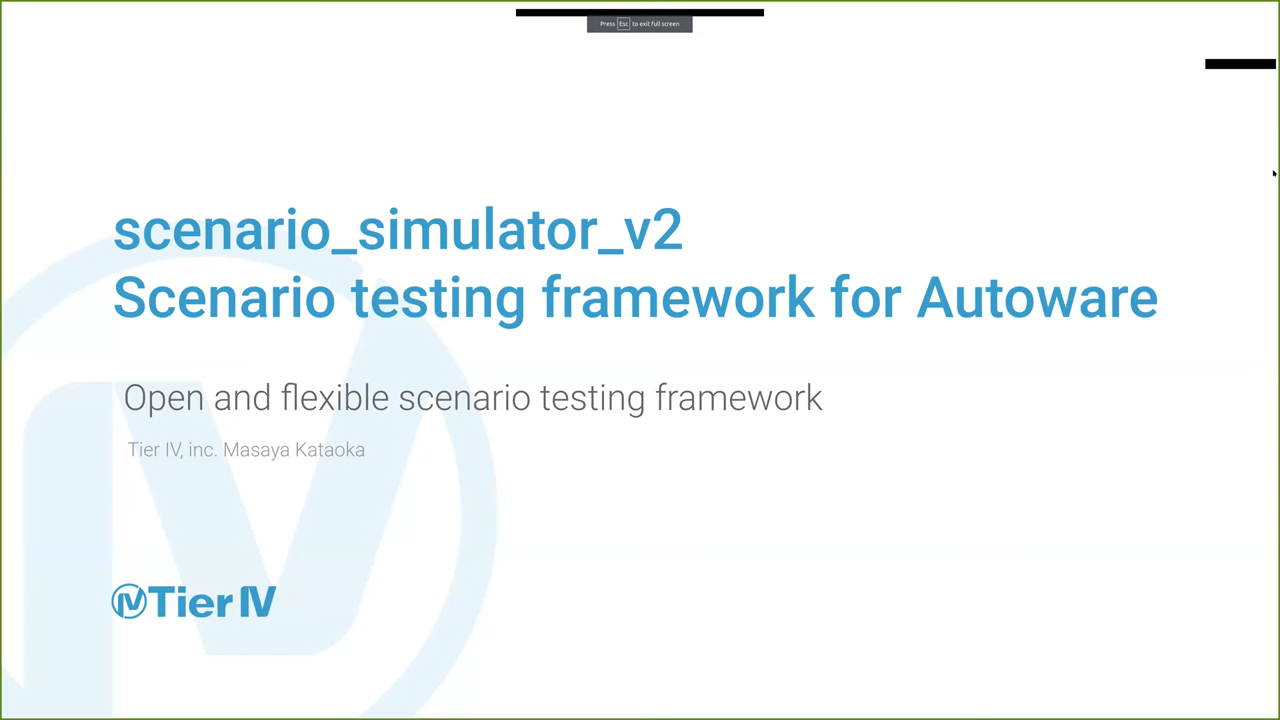 Press Esc to exit full screen
scenario_simulator_v2
Scenario testing framework for Autoware
Open and flexible scenario testing framework
Tier IV, inc. Masaya Kataoka
IV Tier IV